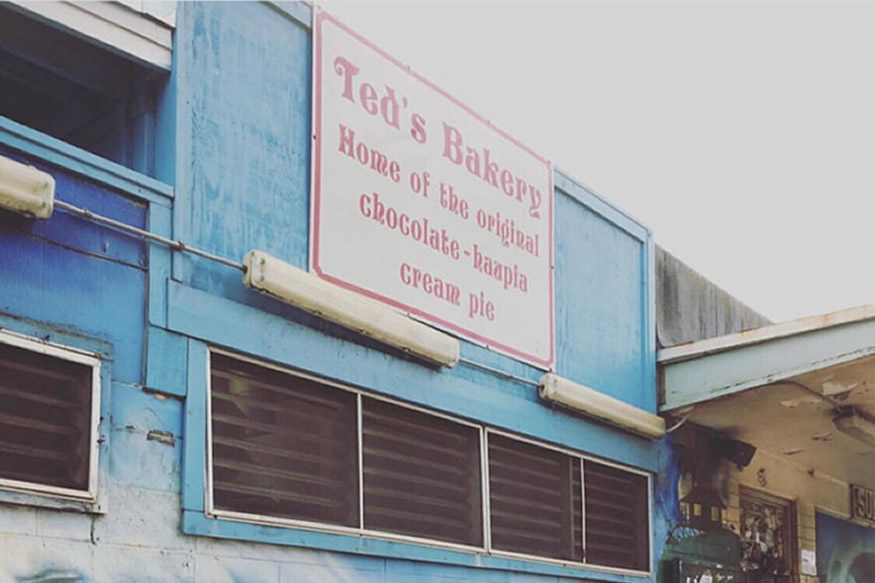 Ted's Bakery
Home of the original
chocolate-haupia
cream pie